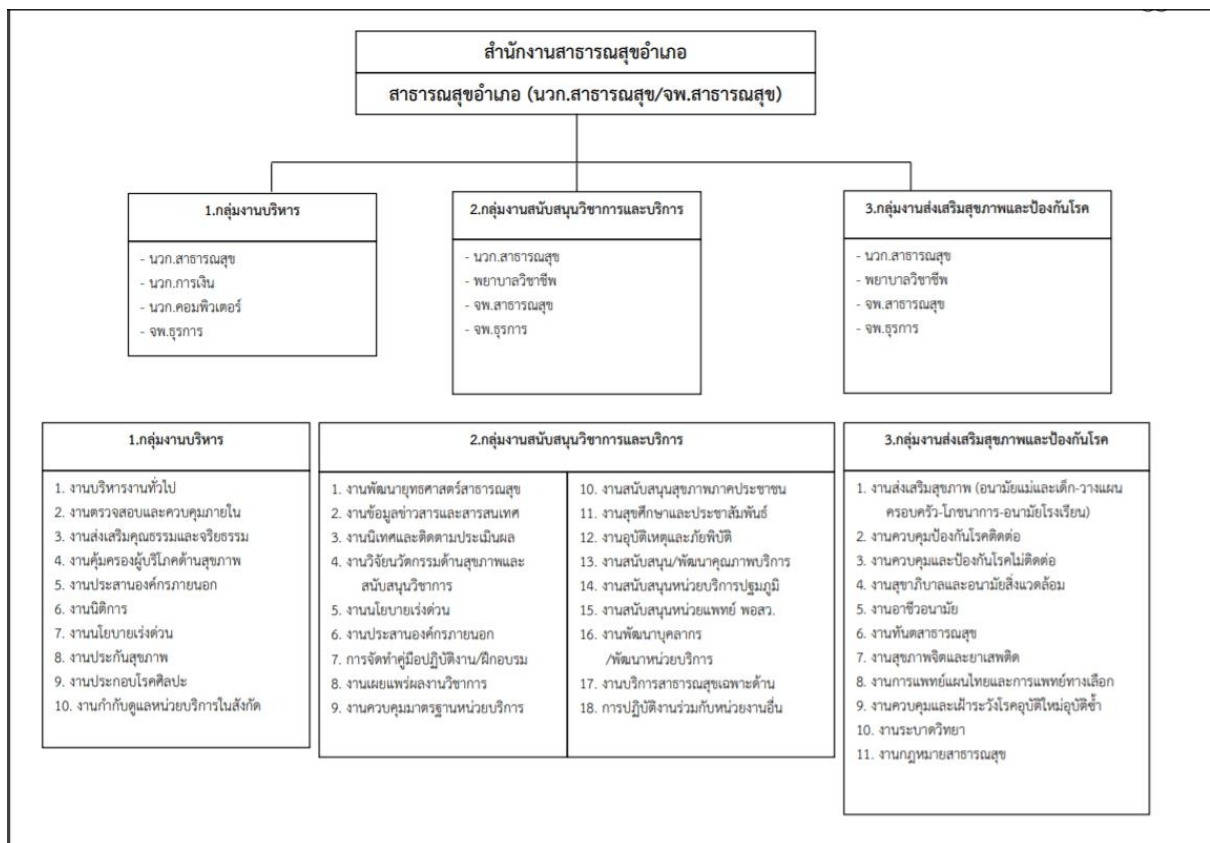 สำนักงานสาธารณสุขอำเภอ
สาธารณสุขอำเภอ (นวก.สาธารณสุข/จพ.สาธารณสุข)
1.กลุ่มงานบริหาร
- นวก.สาธารณสุข
- นวก.การเงิน
- นวก.คอมพิวเตอร์
- จพ.ธุรการ
2.กลุ่มงานสนับสนุนวิชาการและบริการ
- นวก.สาธารณสุข
- พยาบาลวิชาชีพ
- จพ.สาธารณสุข
- จพ.ธุรการ
3.กลุ่มงานส่งเสริมสุขภาพและป้องกันโรค
- นวก.สาธารณสุข
- พยาบาลวิชาชีพ
- จพ.สาธารณสุข
- จพ.ธุรการ
1.กลุ่มงานบริหาร
1. งานบริหารงานทั่วไป
2. งานตรวจสอบและควบคุมภายใน
3. งานส่งเสริมคุณธรรมและจริยธรรม
4. งานคุ้มครองผู้บริโภคด้านสุขภาพ
5. งานประสานองค์กรภายนอก
6. งานนิติการ
7. งานนโยบายเร่งด่วน
8. งานประกันสุขภาพ
9. งานประกอบโรคศิลปะ
10. งานกำกับดูแลหน่วยบริการในสังกัด
2.กลุ่มงานสนับสนุนวิชาการและบริการ
1. งานพัฒนายุทธศาสตร์สาธารณสุข
2. งานข้อมูลข่าวสารและสารสนเทศ
3. งานนิเทศและติดตามประเมินผล
4. งานวิจัยนวัตกรรมด้านสุขภาพและ
สนับสนุนวิชาการ
5. งานนโยบายเร่งด่วน
6. งานประสานองค์กรภายนอก
7. การจัดทำคู่มือปฏิบัติงาน/ฝึกอบรม
8. งานเผยแพร่ผลงานวิชาการ
9. งานควบคุมมาตรฐานหน่วยบริการ
10. งานสนับสนุนสุขภาพภาคประชาชน
11. งานสุขศึกษาและประชาสัมพันธ์
12. งานอุบัติเหตุและภัยพิบัติ
13. งานสนับสนุน/พัฒนาคุณภาพบริการ
14. งานสนับสนุนหน่วยบริการปฐมภูมิ
15. งานสนับสนุนหน่วยแพทย์ พอสว.
16. งานพัฒนาบุคลากร
/พัฒนาหน่วยบริการ
17. งานบริการสาธารณสุขเฉพาะด้าน
18. การปฏิบัติงานร่วมกับหน่วยงานอื่น
3.กลุ่มงานส่งเสริมสุขภาพและป้องกันโรค
1. งานส่งเสริมสุขภาพ (อนามัยแม่และเด็ก-วางแผน
ครอบครัว-โภชนาการ-อนามัยโรงเรียน)
2. งานควบคุมป้องกันโรคติดต่อ
3. งานควบคุมและป้องกันโรคไม่ติดต่อ
4. งานสุขาภิบาลและอนามัยสิ่งแวดล้อม
5. งานอาชีวอนามัย
6. งานทันตสาธารณสุข
7. งานสุขภาพจิตและยาเสพติด
8. งานการแพทย์แผนไทยและการแพทย์ทางเลือก
9. งานควบคุมและเฝ้าระวังโรคอุบัติใหม่อุบัติซ้ำ
10. งานระบาดวิทยา
11. งานกฎหมายสาธารณสุข